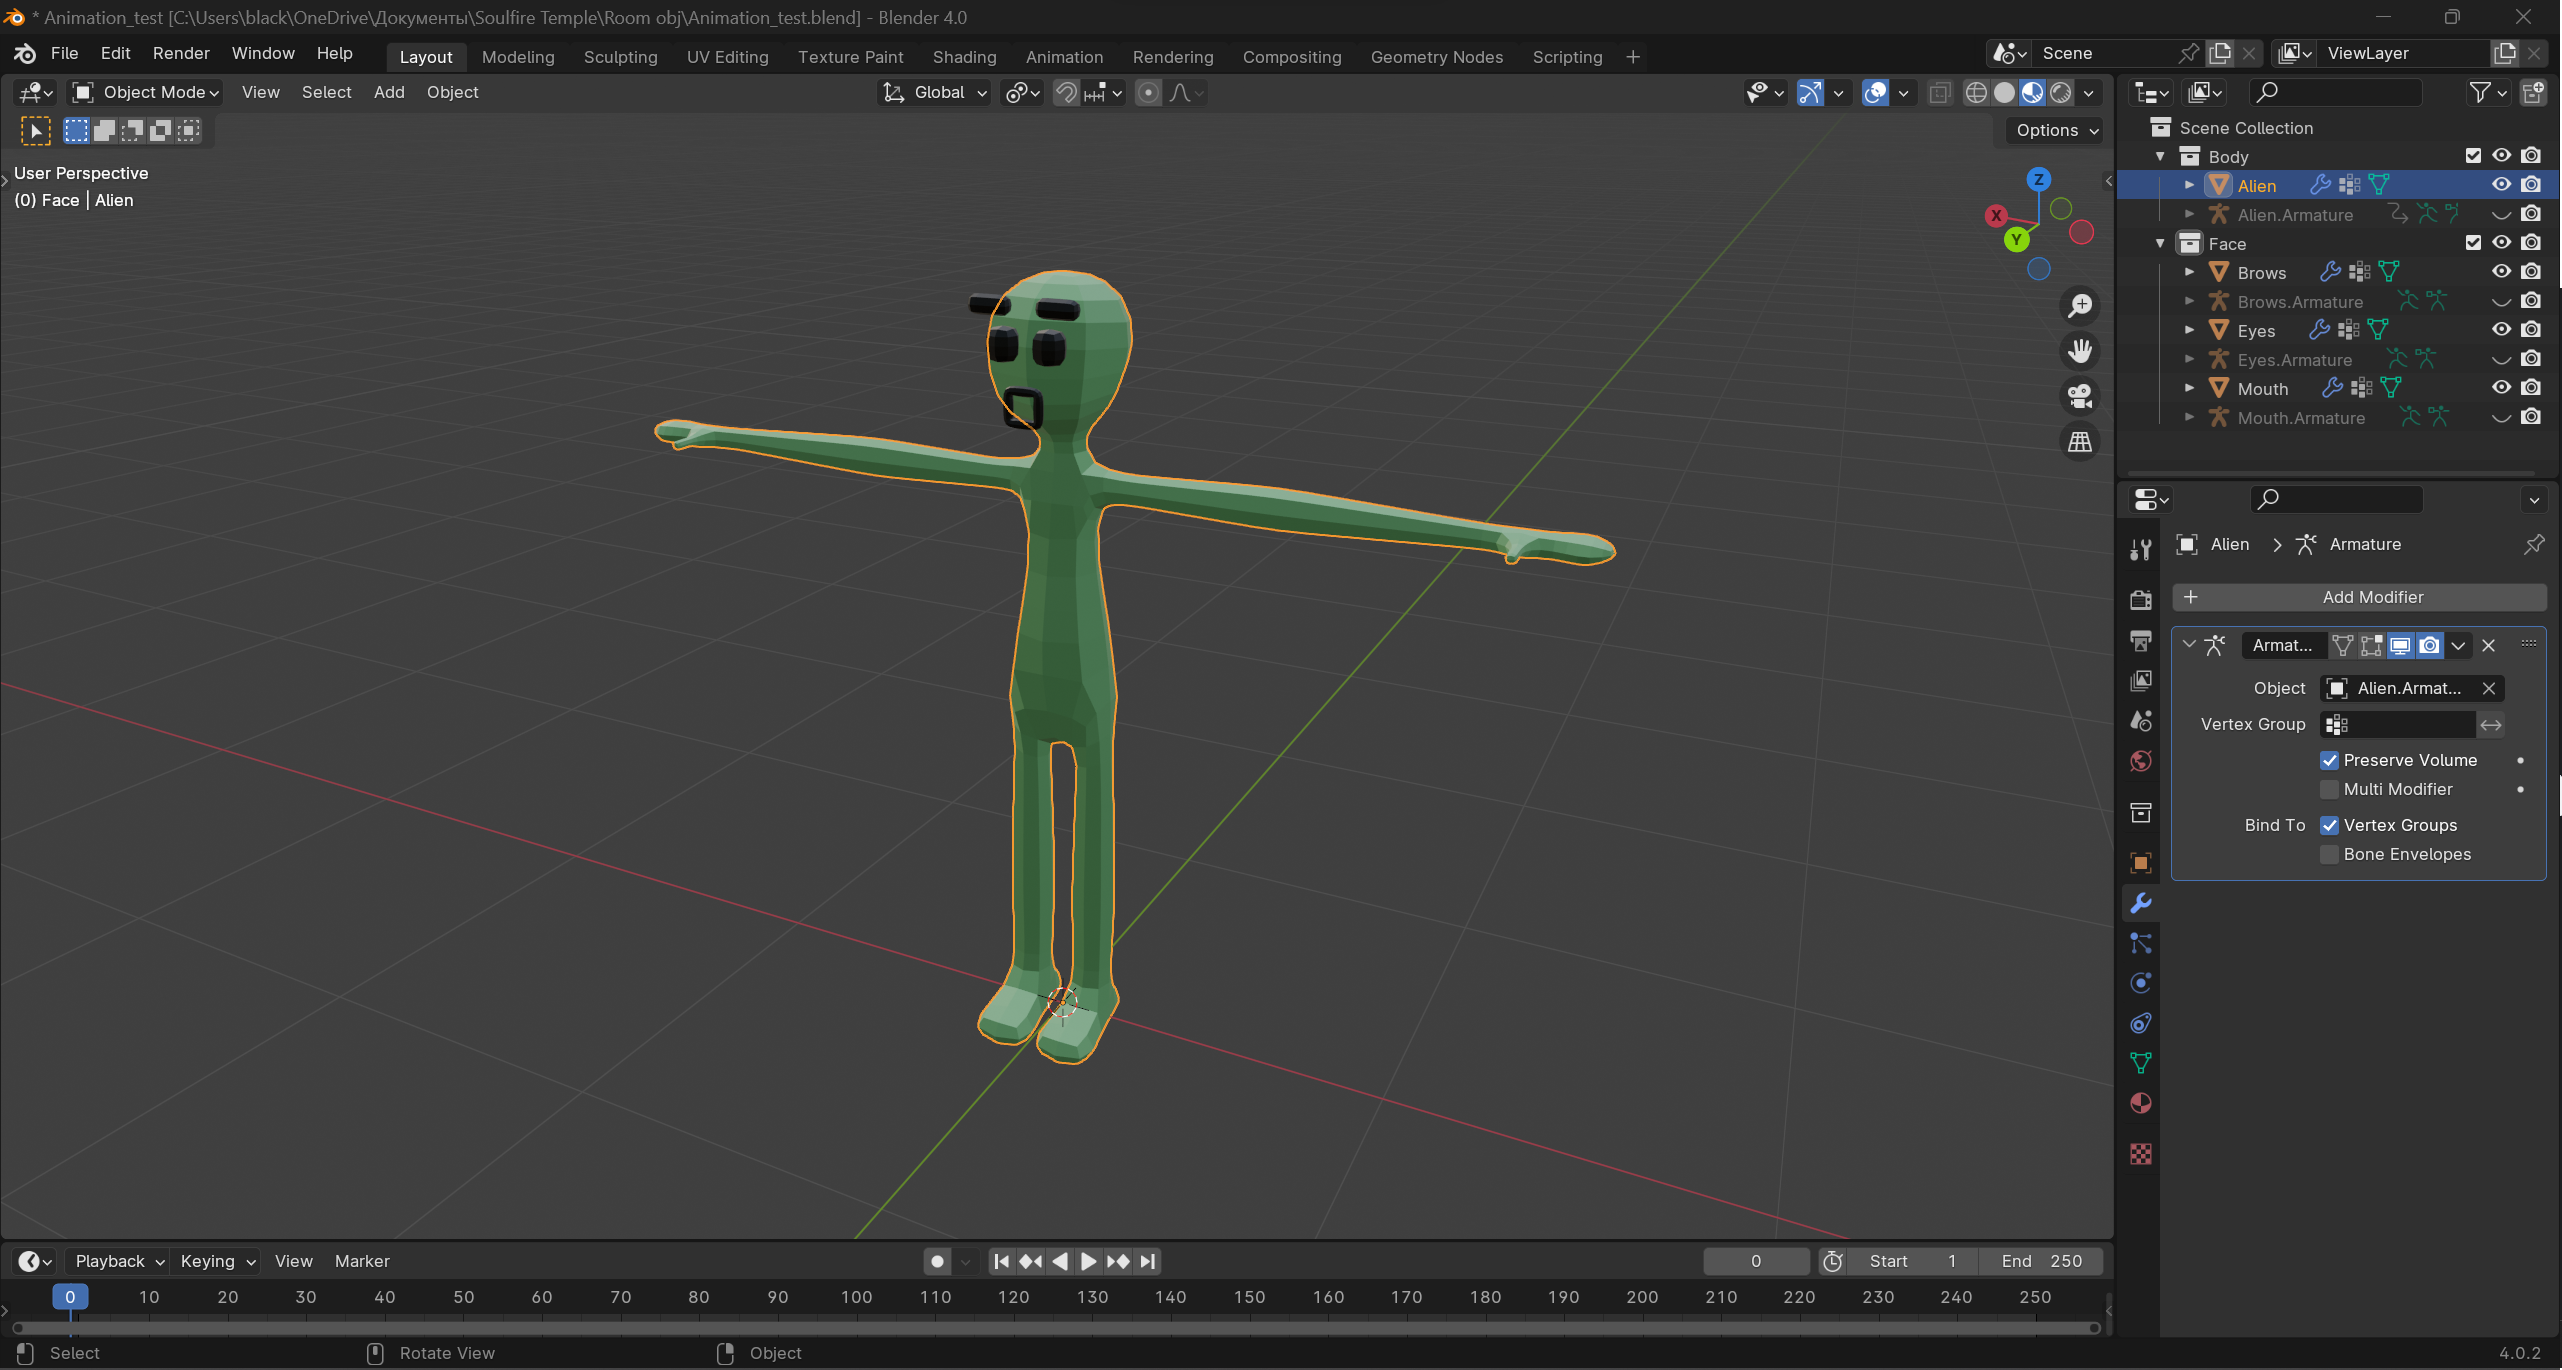 * Animation_test [C:\Users\black\OneDrive\Документы\Soulfire Temple\Room obj\Animation_test.blend] - Blender 4.0
File Edit Render Window Help Layout Modeling Sculpting UV Editing Texture Paint Shading Animation Rendering Compositing Geometry Nodes Scripting + Scene ViewLayer
Object Mode View Select Add Object Global
Options
User Perspective
(0) Face | Alien
Z
X
Y
Scene Collection
Body
Alien
Alien.Armature
Face
Brows
Brows.Armature
Eyes
Eyes.Armature
Mouth
Mouth.Armature
Alien > Armature
+ Add Modifier
Armat...
Object Alien.Armat...
Vertex Group
Preserve Volume
Multi Modifier
Bind To Vertex Groups
Bone Envelopes
Playback Keying View Marker 0 Start 1 End 250
0 10 20 30 40 50 60 70 80 90 100 110 120 130 140 150 160 170 180 190 200 210 220 230 240 250
Select Rotate View Object 4.0.2